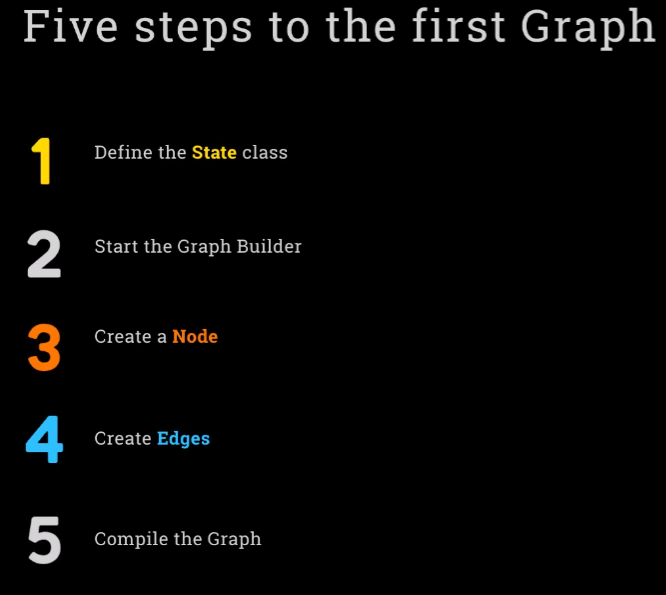 Five steps to the first Graph
1 Define the State class
2 Start the Graph Builder
3 Create a Node
4 Create Edges
5 Compile the Graph